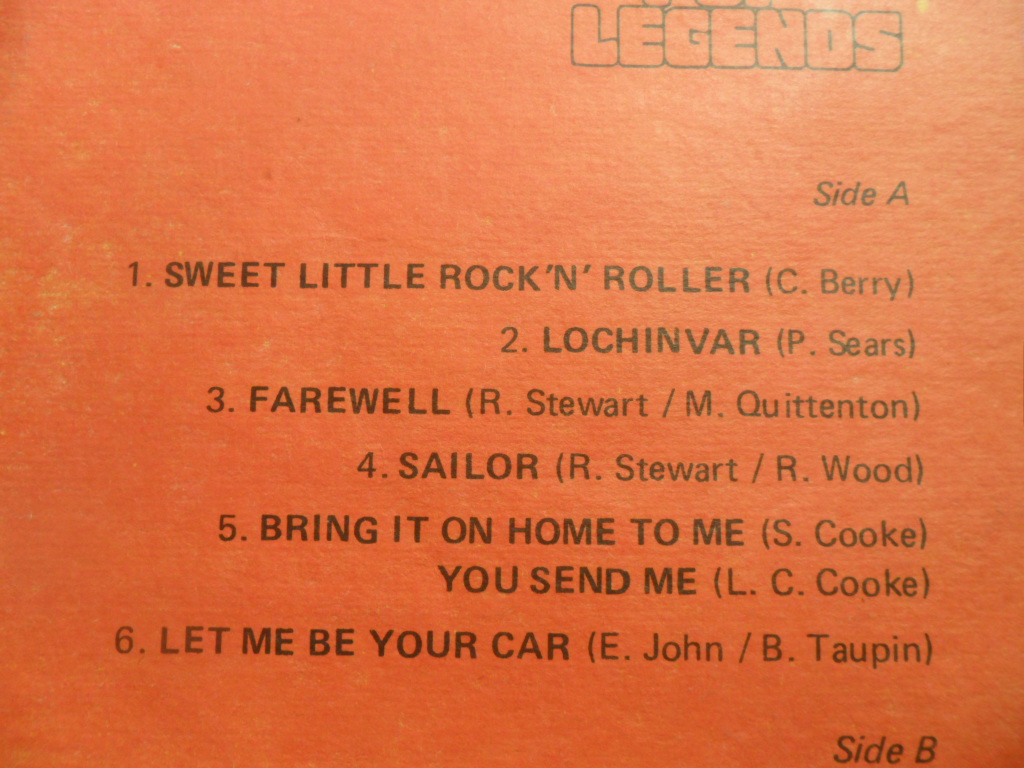 LEGENDS
Side A
1. SWEET LITTLE ROCK'N' ROLLER (C. Berry)
2. LOCHINVAR (P. Sears)
3. FAREWELL (R. Stewart / M. Quittenton)
4. SAILOR (R. Stewart / R. Wood)
5. BRING IT ON HOME TO ME (S. Cooke)
YOU SEND ME (L. C. Cooke)
6. LET ME BE YOUR CAR (E. John / B. Taupin)
Side B